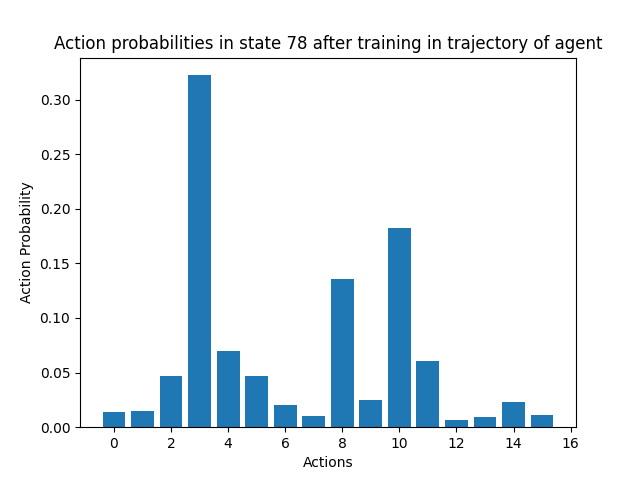 Action probabilities in state 78 after training in trajectory of agent
0.30
0.25
0.20
0.15
0.10
0.05
0.00
Action Probability
0 2 4 6 8 10 12 14 16
Actions